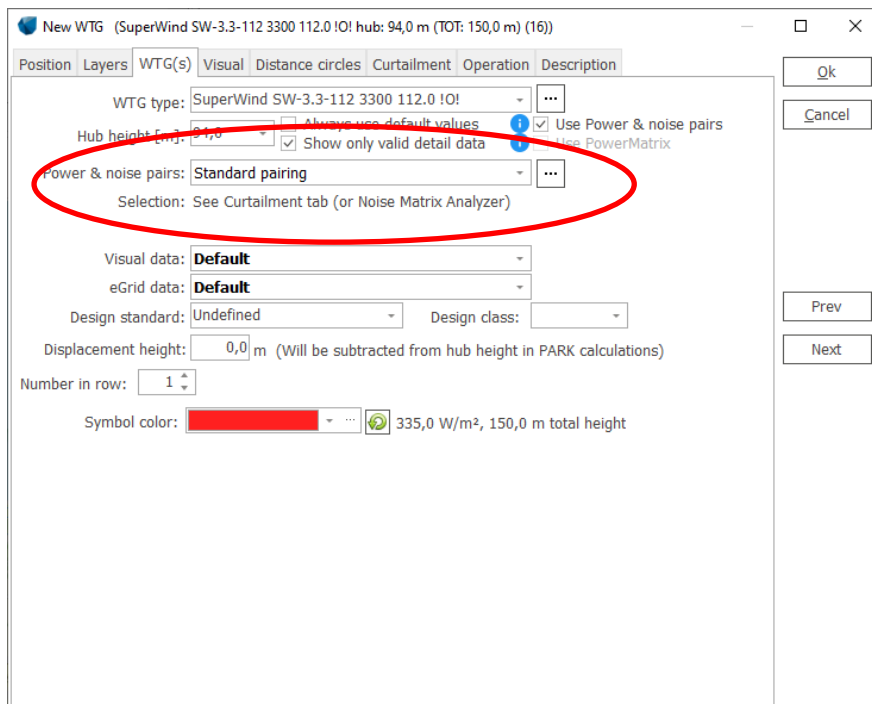 New WTG (SuperWind SW-3.3-112 3300 112.0 !O! hub: 94,0 m (TOT: 150,0 m) (16))
Position Layers WTG(s) Visual Distance circles Curtailment Operation Description
Ok
WTG type: SuperWind SW-3.3-112 3300 112.0 !O! ...
Cancel
Always use default values Use Power & noise pairs
Hub height [m]: 94,0
Show only valid detail data Use PowerMatrix
Power & noise pairs: Standard pairing ...
Selection: See Curtailment tab (or Noise Matrix Analyzer)
Visual data: Default
eGrid data: Default
Prev
Design standard: Undefined Design class:
Displacement height: 0,0 m (Will be subtracted from hub height in PARK calculations)
Next
Number in row: 1
Symbol color: ... 335,0 W/m², 150,0 m total height